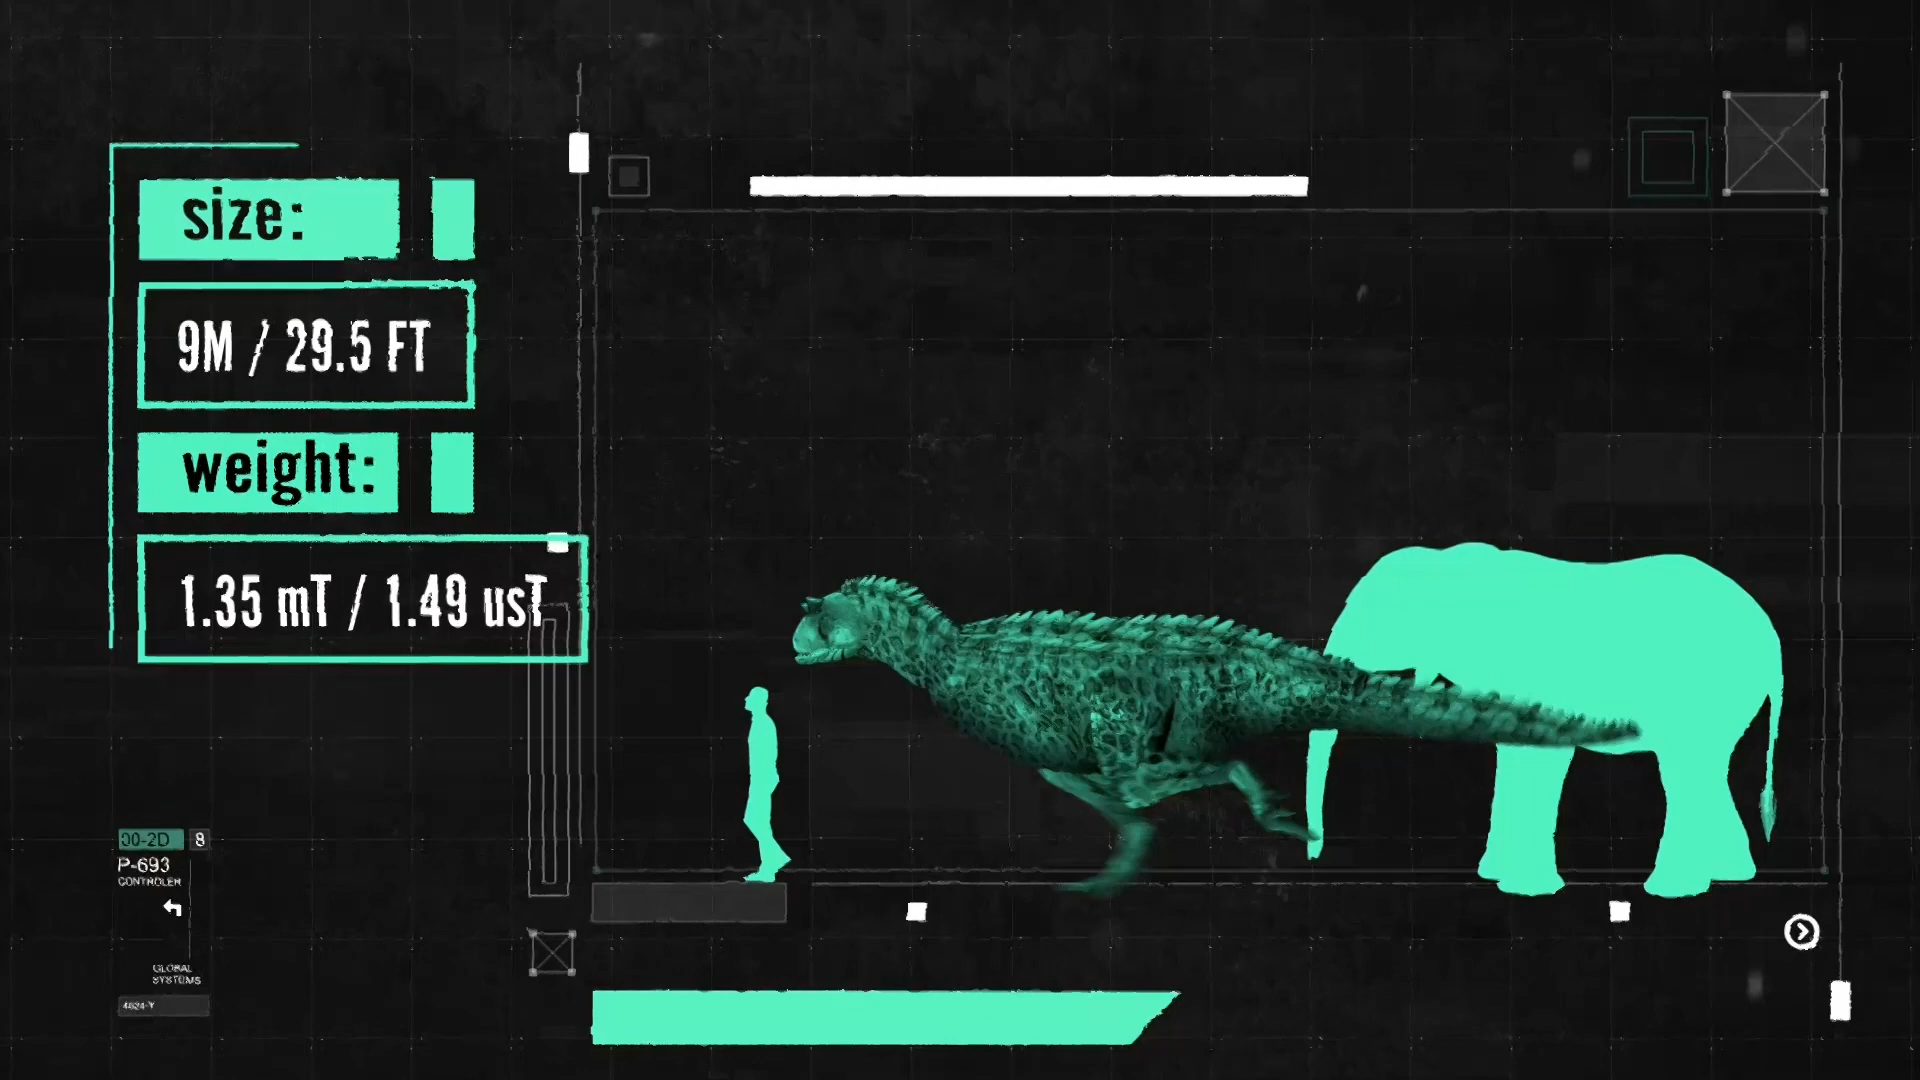 size:
9M / 29.5 FT
weight:
1.35 mT / 1.49 usT
00-2D 8
P-693
CONTROLER
GLOBAL
SYSTEMS
4624-Y